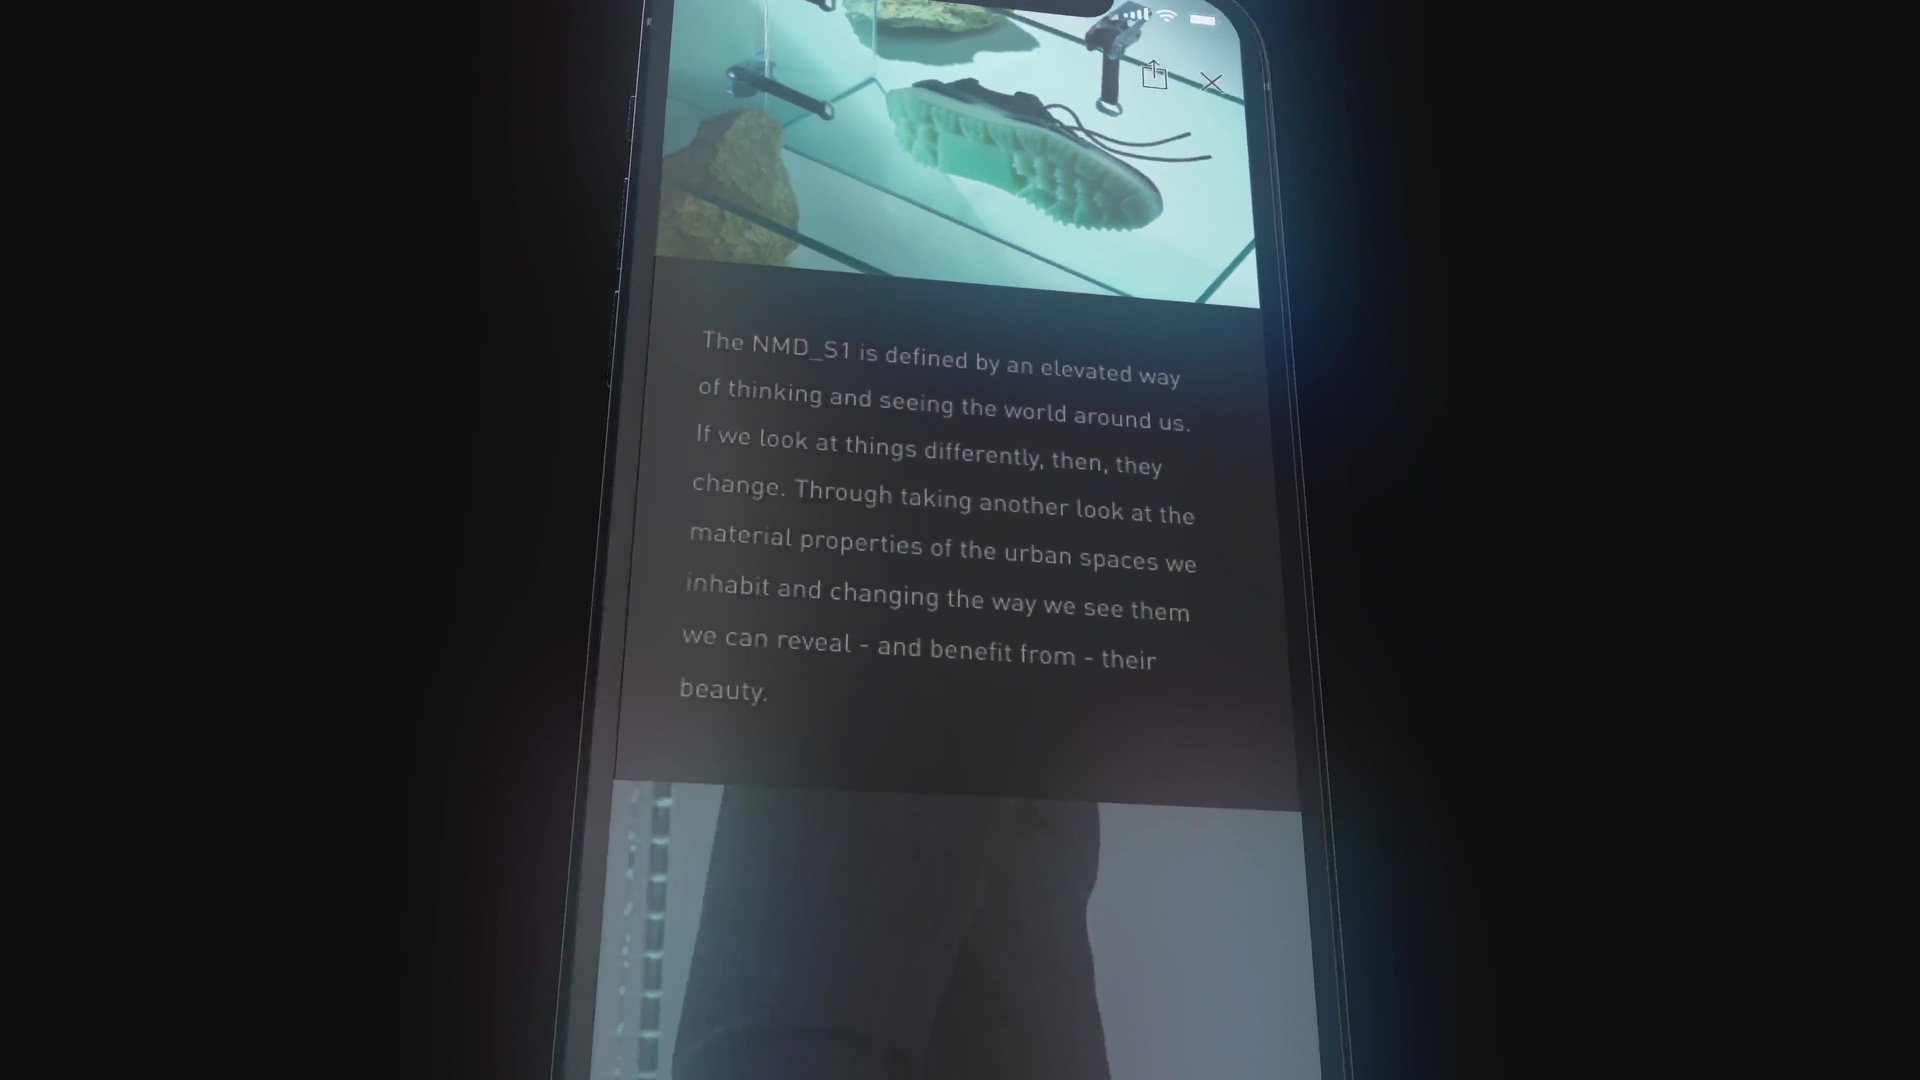 The NMD_S1 is defined by an elevated way
of thinking and seeing the world around us.
If we look at things differently, then, they
change. Through taking another look at the
material properties of the urban spaces we
inhabit and changing the way we see them
we can reveal - and benefit from - their
beauty.